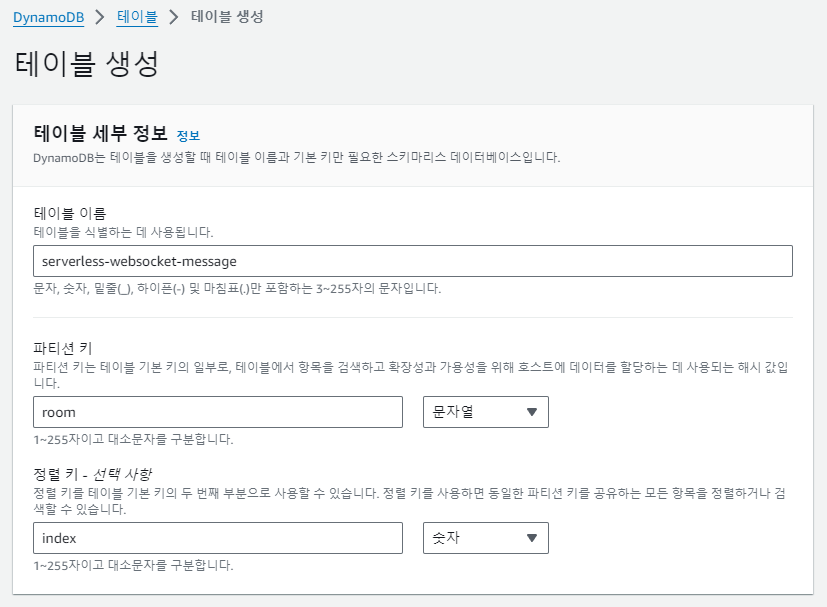 DynamoDB > 테이블 > 테이블 생성
테이블 생성
테이블 세부 정보 정보
DynamoDB는 테이블을 생성할 때 테이블 이름과 기본 키만 필요한 스키마리스 데이터베이스입니다.
테이블 이름
테이블을 식별하는 데 사용됩니다.
serverless-websocket-message
문자, 숫자, 밑줄(_), 하이픈(-) 및 마침표(.)만 포함하는 3~255자의 문자입니다.
파티션 키
파티션 키는 테이블 기본 키의 일부로, 테이블에서 항목을 검색하고 확장성과 가용성을 위해 호스트에 데이터를 할당하는 데 사용되는 해시 값입
니다.
room 문자열
1~255자이고 대소문자를 구분합니다.
정렬 키 - 선택 사항
정렬 키를 테이블 기본 키의 두 번째 부분으로 사용할 수 있습니다. 정렬 키를 사용하면 동일한 파티션 키를 공유하는 모든 항목을 정렬하거나 검
색할 수 있습니다.
index 숫자
1~255자이고 대소문자를 구분합니다.